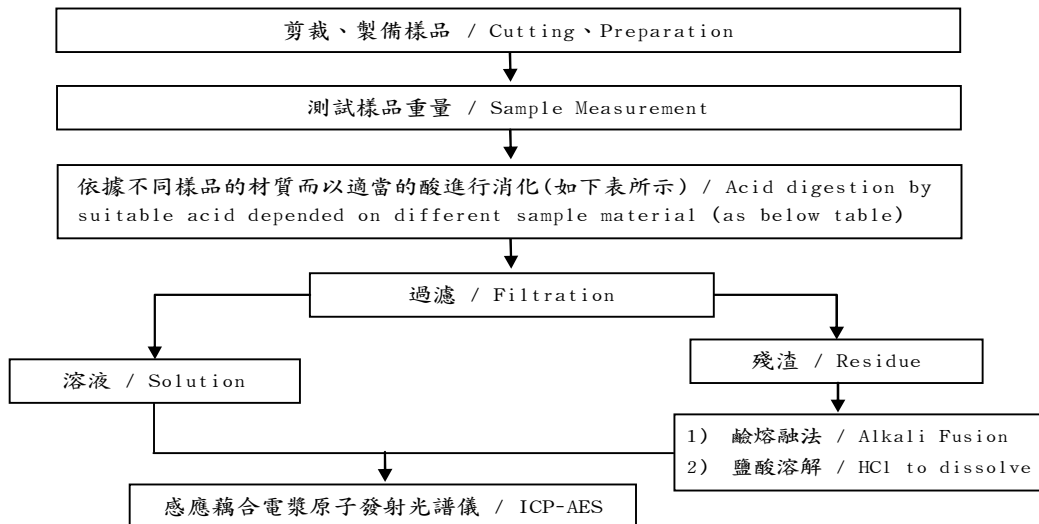 剪裁、製備樣品 / Cutting、Preparation
測試樣品重量 / Sample Measurement
依據不同樣品的材質而以適當的酸進行消化(如下表所示) / Acid digestion by
suitable acid depended on different sample material (as below table)
過濾 / Filtration
溶液 / Solution
殘渣 / Residue
1) 鹼熔融法 / Alkali Fusion
2) 鹽酸溶解 / HCl to dissolve
感應藕合電漿原子發射光譜儀 / ICP-AES